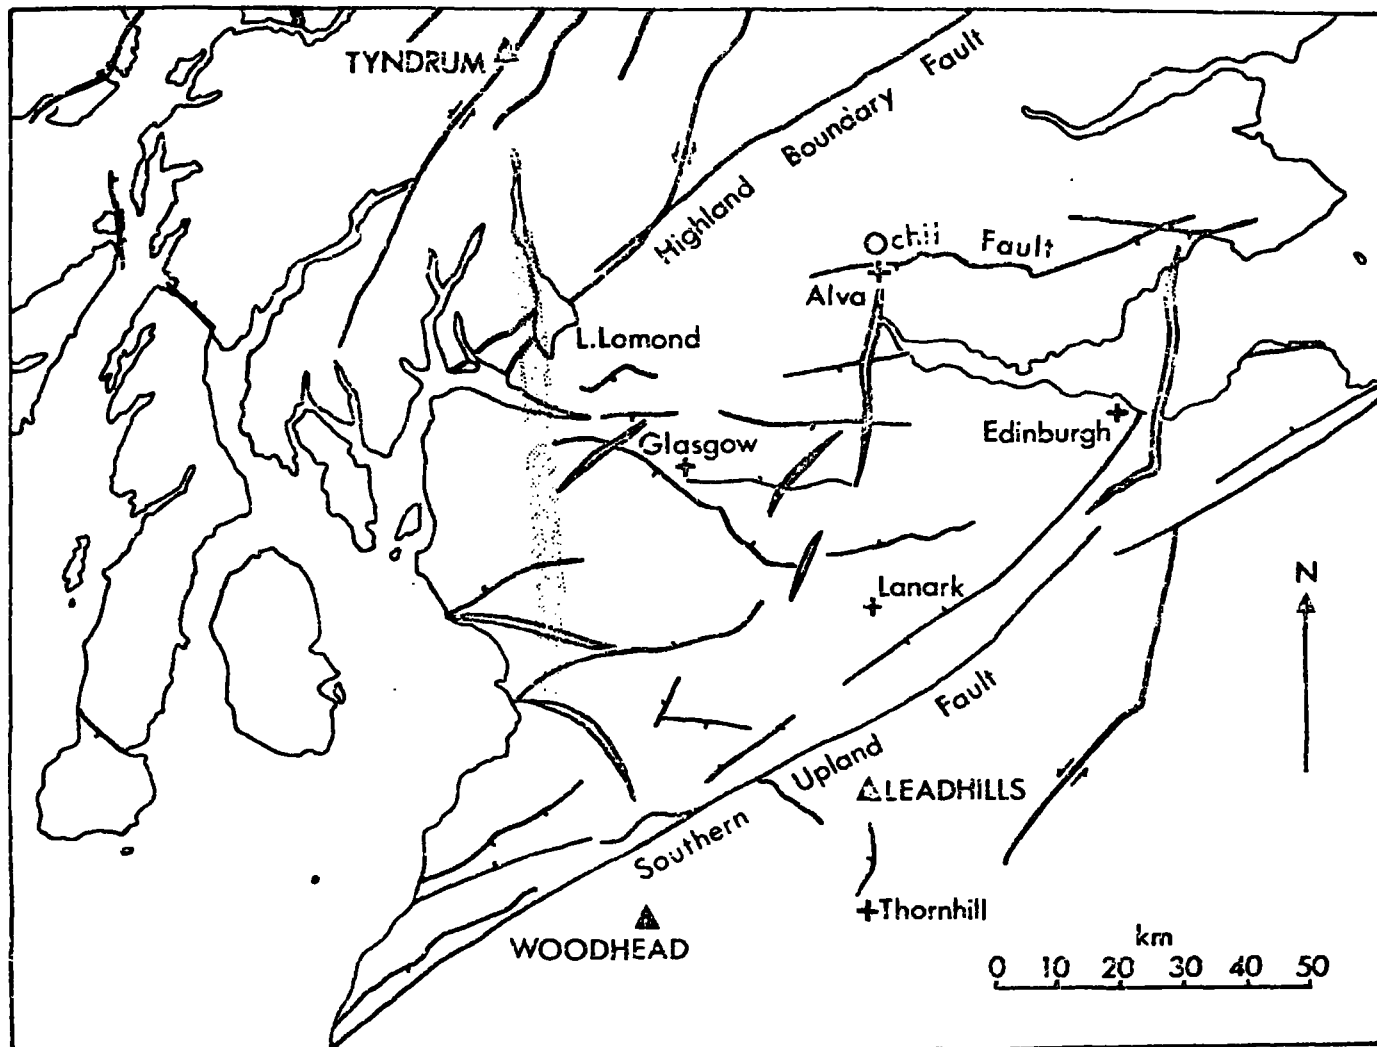 TYNDRUM
Highland Boundary Fault
Ochil Fault
Alva
L.Lomond
Edinburgh
Glasgow
N
Lanark
Southern Upland Fault
LEADHILLS
Thornhill
WOODHEAD
km
0 10 20 30 40 50